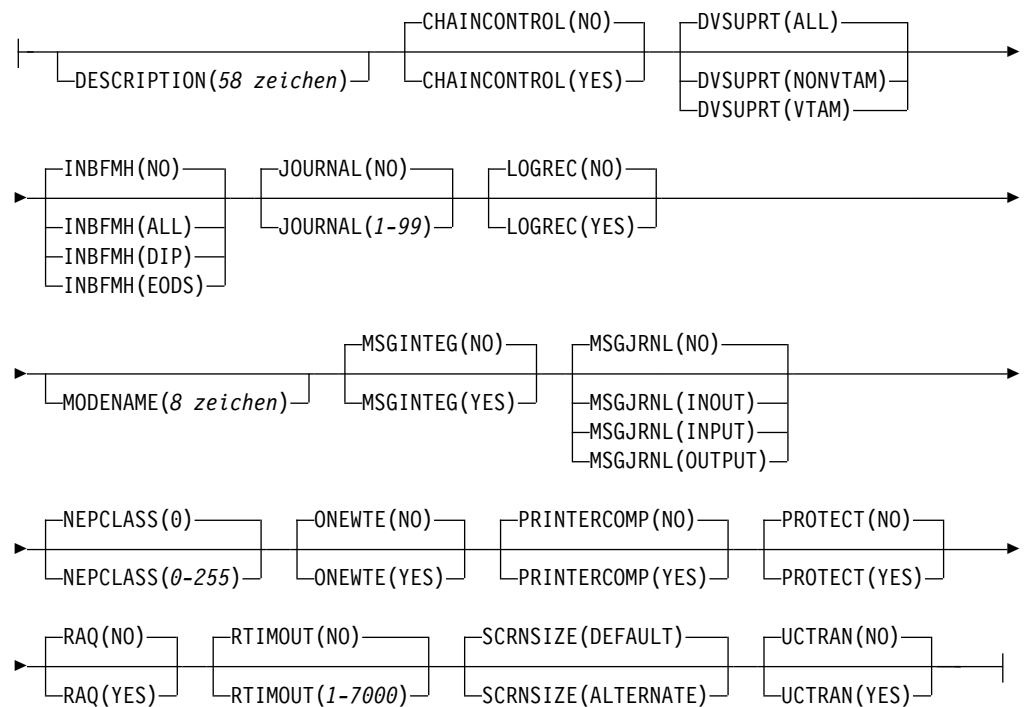 CHAINCONTROL(NO) DVSUPRT(ALL)
DESCRIPTION(58 zeichen) CHAINCONTROL(YES) DVSUPRT(NONVTAM)
DVSUPRT(VTAM)
INBFMH(NO) JOURNAL(NO) LOGREC(NO)
INBFMH(ALL) JOURNAL(1-99) LOGREC(YES)
INBFMH(DIP)
INBFMH(EODS)
MSGINTEG(NO) MSGJRNL(NO)
MODENAME(8 zeichen) MSGINTEG(YES) MSGJRNL(INOUT)
MSGJRNL(INPUT)
MSGJRNL(OUTPUT)
NEPCLASS(0) ONEWTE(NO) PRINTERCOMP(NO) PROTECT(NO)
NEPCLASS(0-255) ONEWTE(YES) PRINTERCOMP(YES) PROTECT(YES)
RAQ(NO) RTIMOUT(NO) SCRNSIZE(DEFAULT) UCTRAN(NO)
RAQ(YES) RTIMOUT(1-7000) SCRNSIZE(ALTERNATE) UCTRAN(YES)